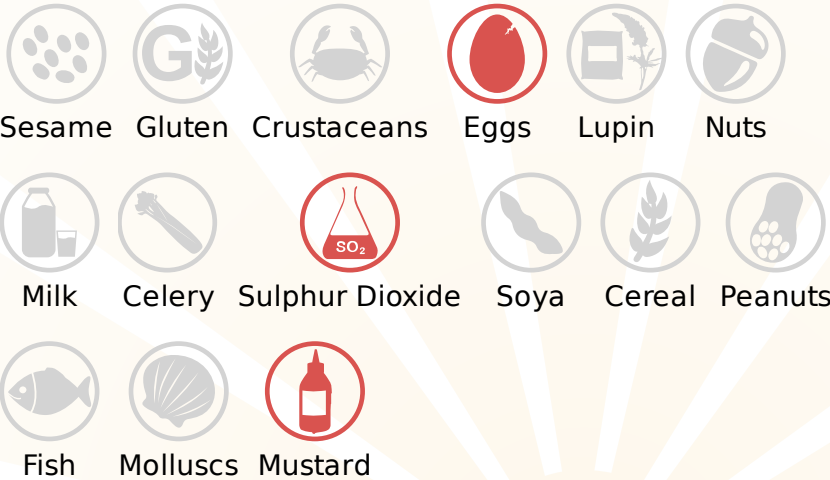 G
Sesame Gluten Crustaceans Eggs Lupin Nuts
SO₂
Milk Celery Sulphur Dioxide Soya Cereal Peanuts
Fish Molluscs Mustard